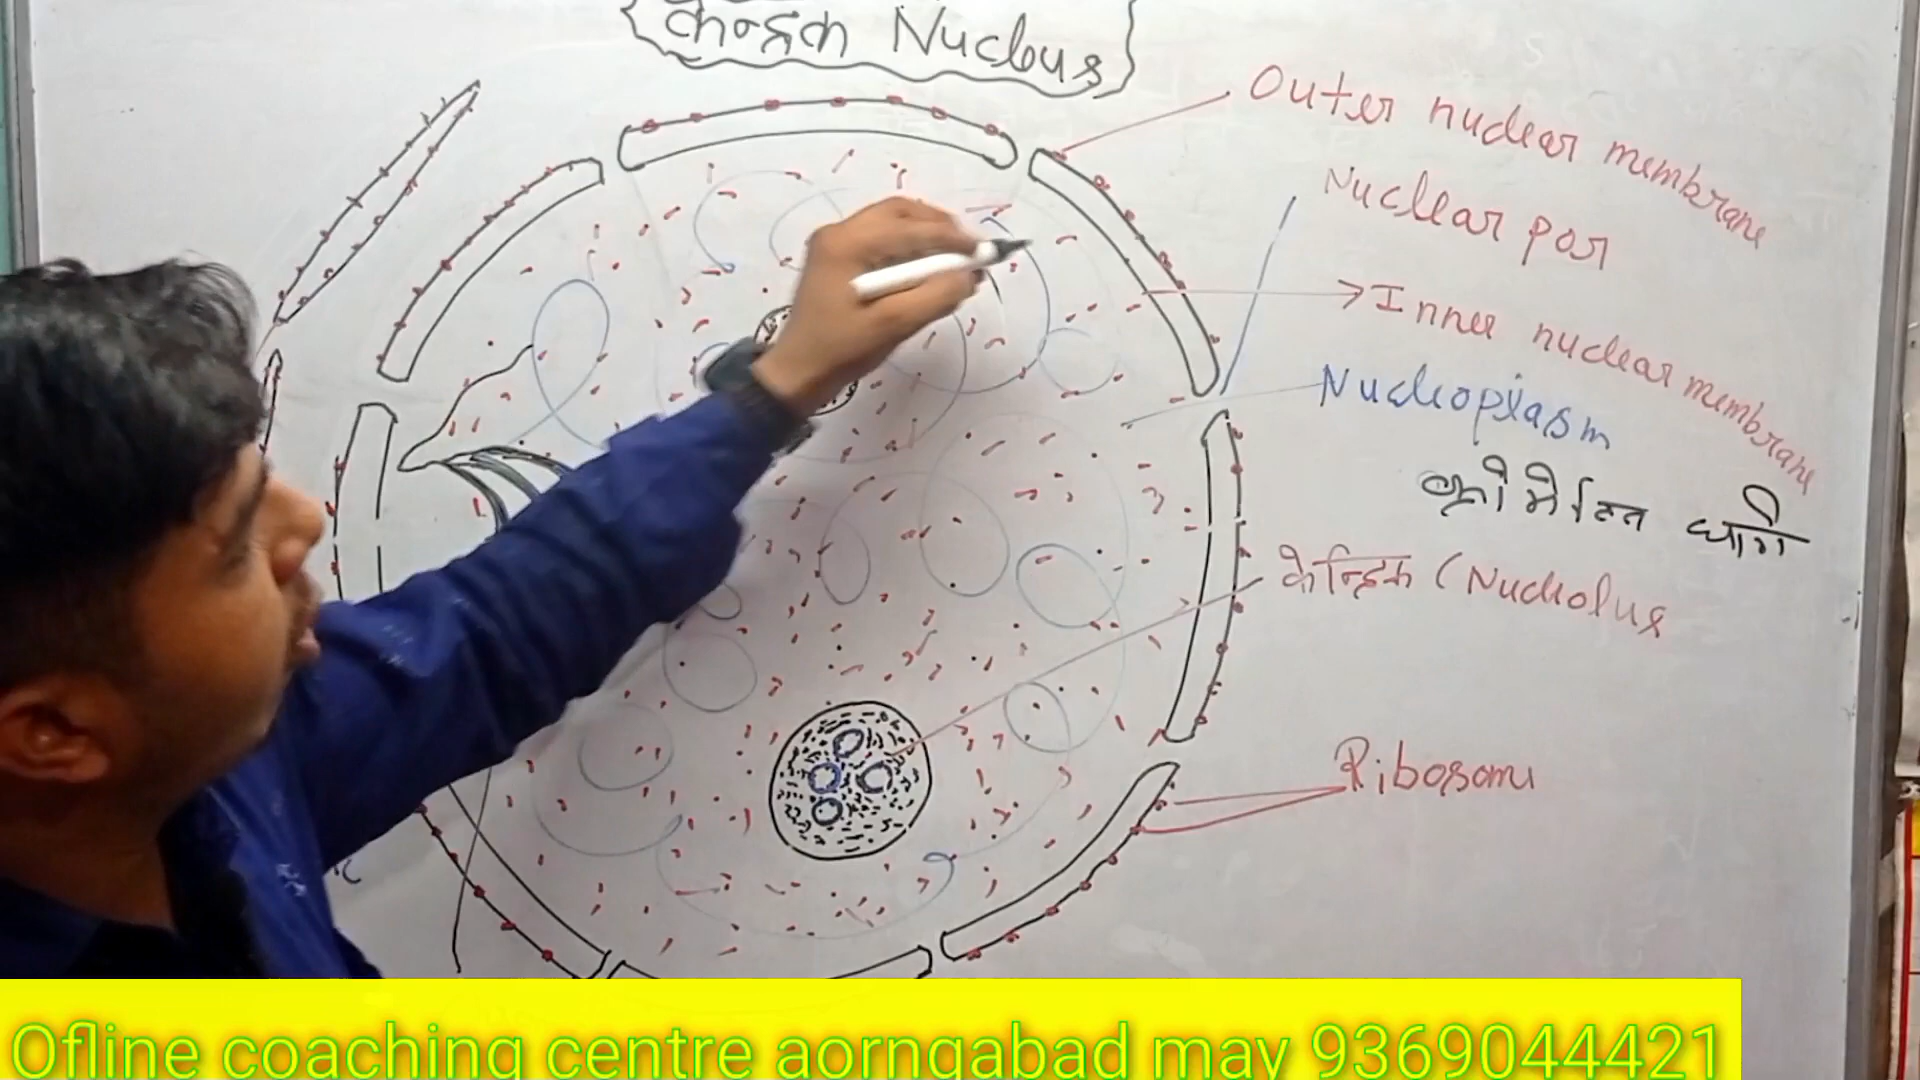 केन्द्रक Nucleus
Outer nuclear membrane
Nuclear por
Inner nuclear membrane
Nucleoplasm
क्रोमेटिन धागे
केन्द्रिक (Nucleolus
Ribosome
Ofline coaching centre aorngabad may 9369044421